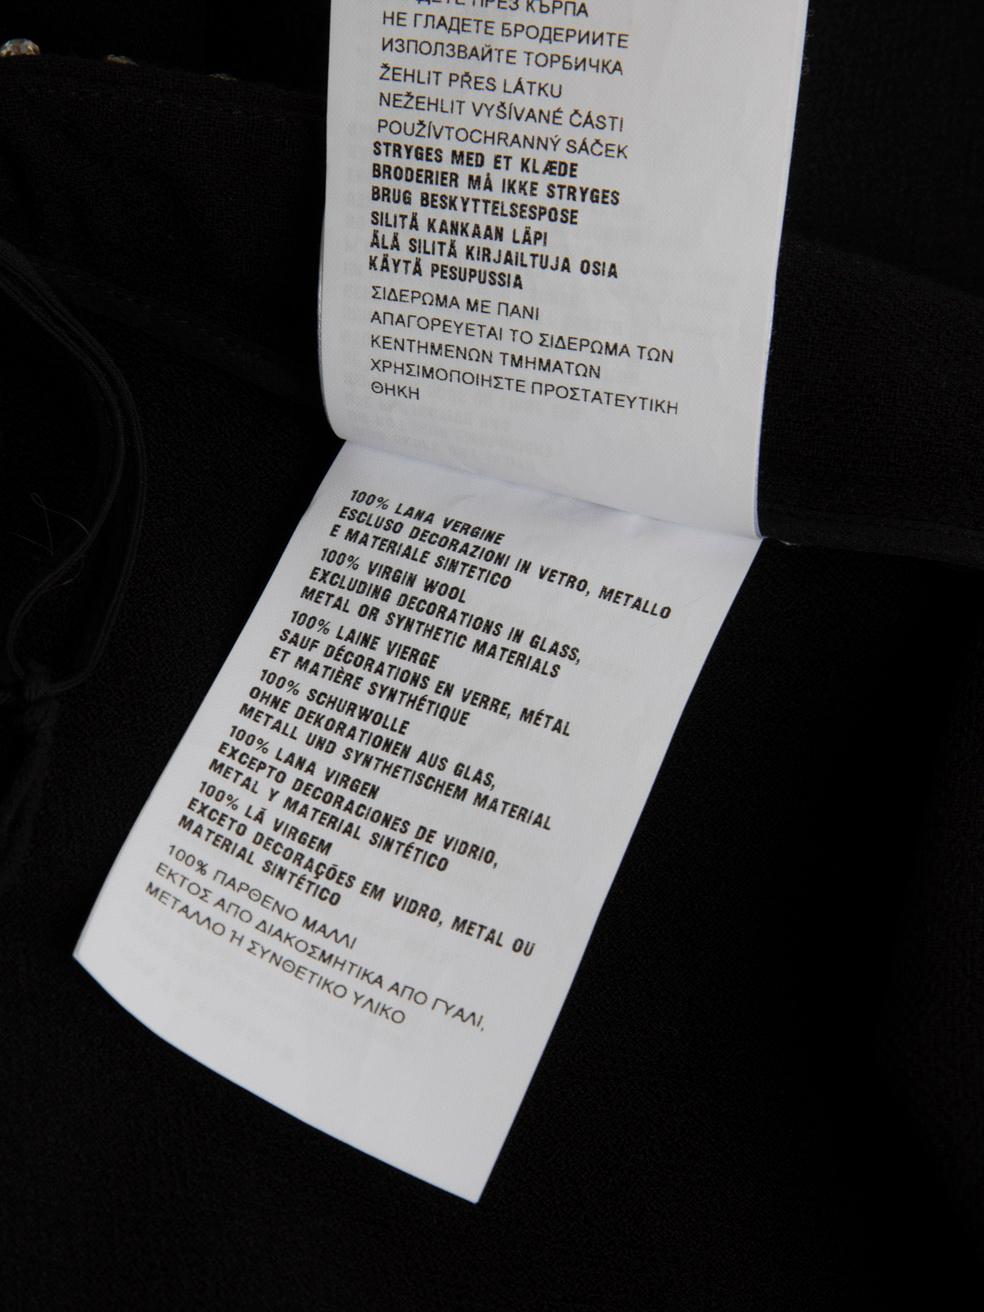 ПРЕЗ КЪРПА
НЕ ГЛАДЕТЕ БРОДЕРИИТЕ
ИЗПОЛЗВАЙТЕ ТОРБИЧКА
ŽEHLIT PŘES LÁTKU
NEŽEHLIT VYŠÍVANÉ ČÁSTI
POUŽÍVTOCHRANNÝ SÁČEK
STRYGES MED ET KLÆDE
BRODERIER MÅ IKKE STRYGES
BRUG BESKYTTELSESPOSE
SILITÄ KANKAAN LÄPI
ÄLÄ SILITÄ KIRJAILTUJA OSIA
KÄYTÄ PESUPUSSIA
ΣΙΔΕΡΩΜΑ ΜΕ ΠΑΝΙ
ΑΠΑΓΟΡΕΥΕΤΑΙ ΤΟ ΣΙΔΕΡΩΜΑ ΤΩΝ
ΚΕΝΤΗΜΕΝΩΝ ΤΜΗΜΑΤΩΝ
ΧΡΗΣΙΜΟΠΟΙΗΣΤΕ ΠΡΟΣΤΑΤΕΥΤΙΚΗ
ΘΗΚΗ
100% LANA VERGINE
ESCLUSO DECORAZIONI IN VETRO, METALLO
E MATERIALE SINTETICO
100% VIRGIN WOOL
EXCLUDING DECORATIONS IN GLASS,
METAL OR SYNTHETIC MATERIALS
100% LAINE VIERGE
SAUF DÉCORATIONS EN VERRE, MÉTAL
ET MATIÈRE SYNTHÉTIQUE
100% SCHURWOLLE
OHNE DEKORATIONEN AUS GLAS,
METALL UND SYNTHETISCHEM MATERIAL
100% LANA VIRGEN
EXCEPTO DECORACIONES DE VIDRIO,
METAL Y MATERIAL SINTÉTICO
100% LÃ VIRGEM
EXCETO DECORAÇÕES EM VIDRO, METAL OU
MATERIAL SINTÉTICO
100% ΠΑΡΘΕΝΟ ΜΑΛΛΙ
ΕΚΤΟΣ ΑΠΟ ΔΙΑΚΟΣΜΗΤΙΚΑ ΑΠΟ ΓΥΑΛΙ,
ΜΕΤΑΛΛΟ Ή ΣΥΝΘΕΤΙΚΟ ΥΛΙΚΟ